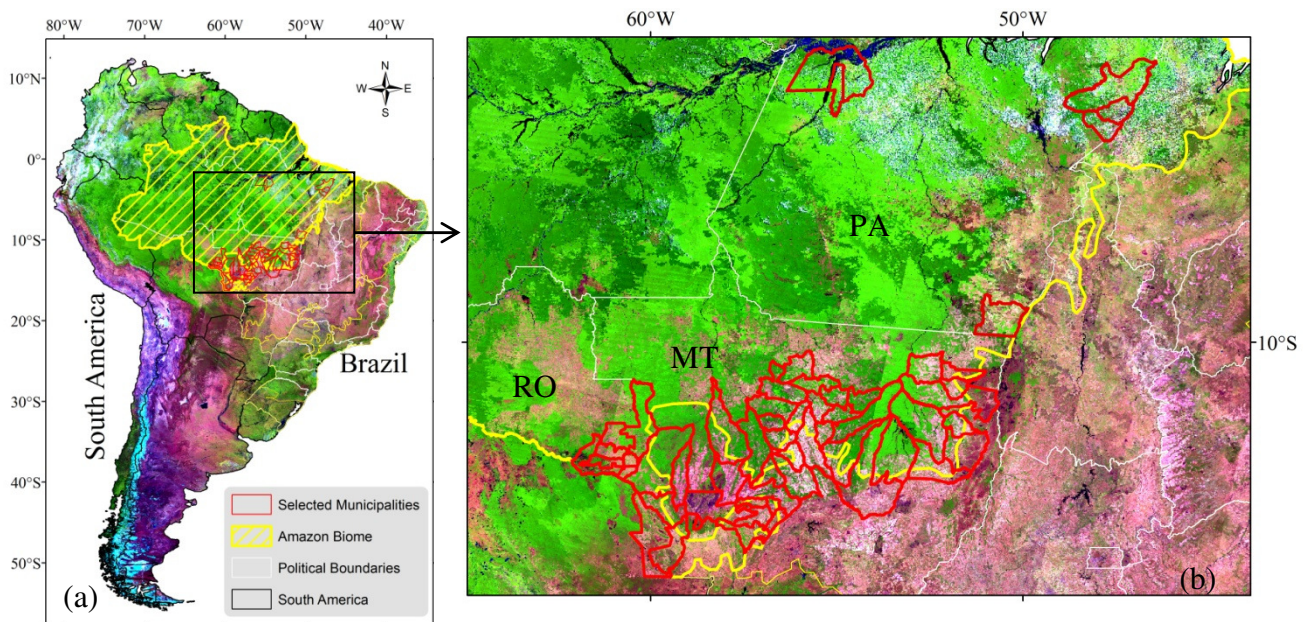 80°W 70°W 60°W 50°W 40°W
10°N
0°
10°S
20°S
30°S
40°S
50°S
N
W E
S
South America
Brazil
Selected Municipalities
Amazon Biome
Political Boundaries
South America
(a)
60°W 50°W
10°S
PA
MT
RO
(b)